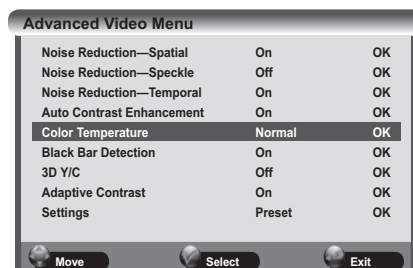 Advanced Video Menu
Noise Reduction—Spatial On OK
Noise Reduction—Speckle Off OK
Noise Reduction—Temporal On OK
Auto Contrast Enhancement On OK
Color Temperature Normal OK
Black Bar Detection On OK
3D Y/C Off OK
Adaptive Contrast On OK
Settings Preset OK
Move Select Exit